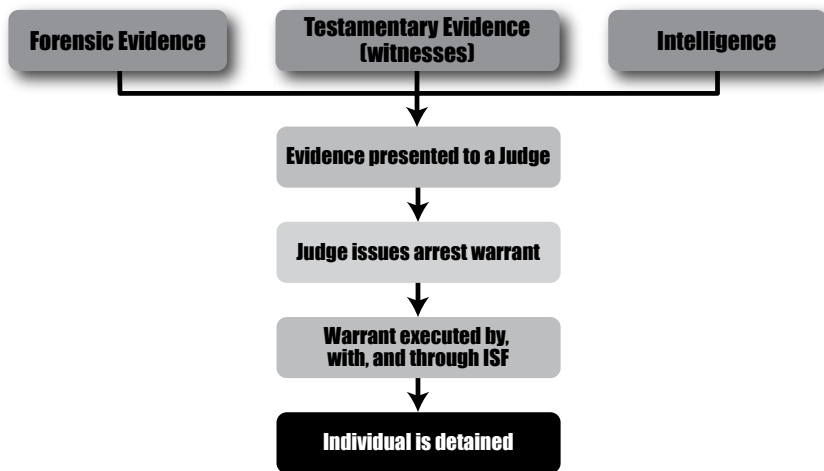 Forensic Evidence
Testamentary Evidence
(witnesses)
Intelligence
Evidence presented to a Judge
Judge issues arrest warrant
Warrant executed by,
with, and through ISF
Individual is detained